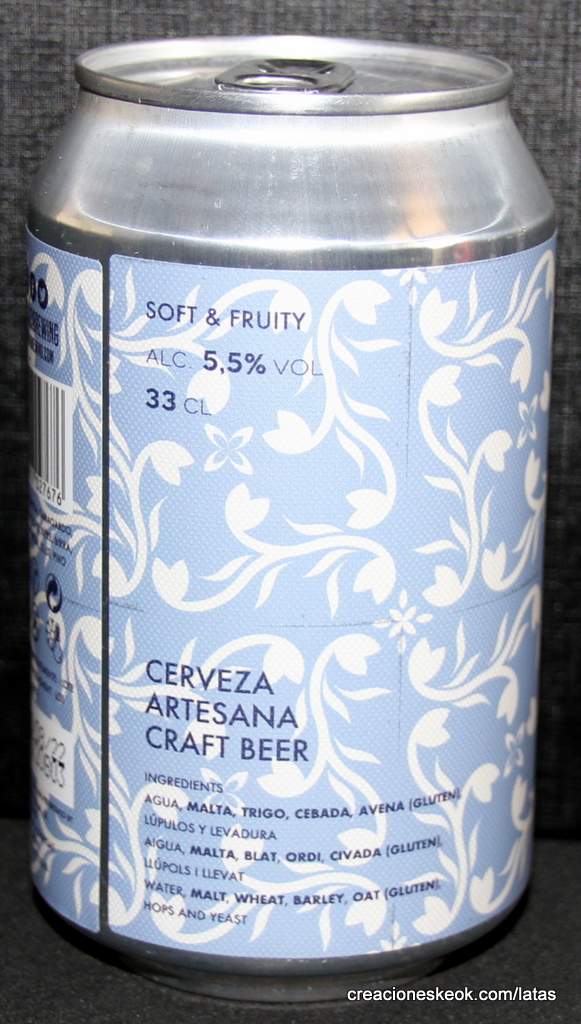 SOFT & FRUITY
ALC. 5,5% VOL
33 CL
CERVEZA
ARTESANA
CRAFT BEER
INGREDIENTS
AGUA, MALTA, TRIGO, CEBADA, AVENA (GLUTEN),
LÚPULOS Y LEVADURA
AIGUA, MALTA, BLAT, ORDI, CIVADA (GLUTEN),
LLÚPOLS I LLEVAT
WATER, MALT, WHEAT, BARLEY, OAT (GLUTEN),
HOPS AND YEAST
creacioneskeok.com/latas